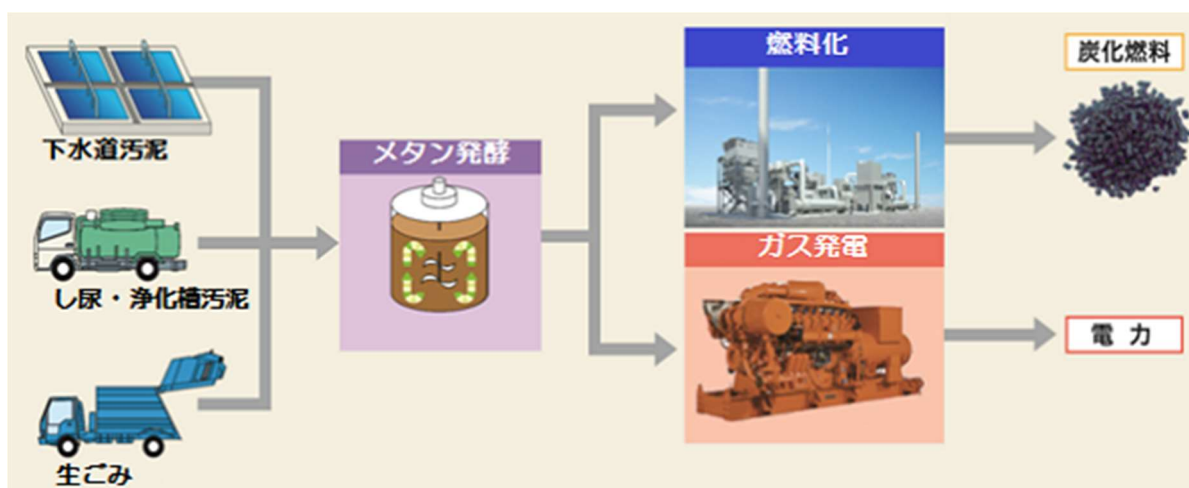 下水道汚泥
し尿・浄化槽汚泥
生ごみ
メタン発酵
燃料化
ガス発電
炭化燃料
電力